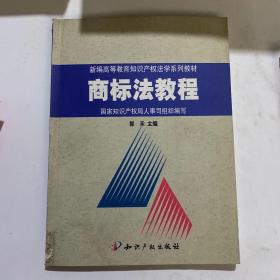 新编高等教育知识产权法学系列教材
商标法教程
国家知识产权局人事司组织编写
郭禾 主编
知识产权出版社